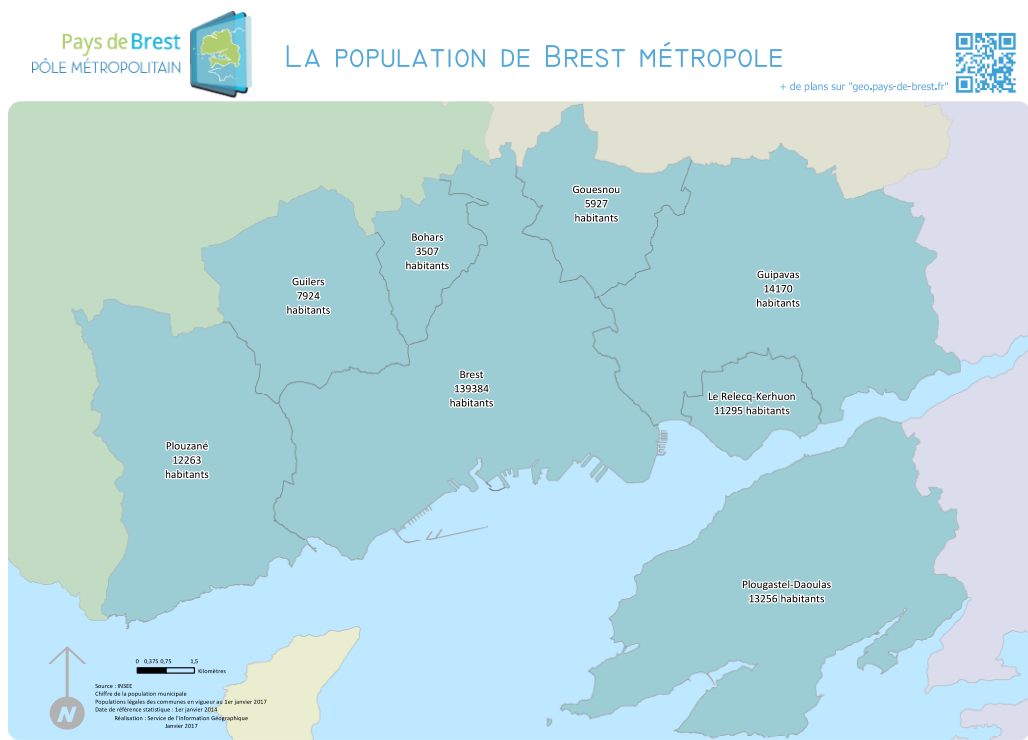 Pays de Brest
PÔLE MÉTROPOLITAIN
LA POPULATION DE BREST MÉTROPOLE
+ de plans sur "geo.pays-de-brest.fr"
Gouesnou
5927
habitants
Bohars
3507
habitants
Guilers
7924
habitants
Guipavas
14170
habitants
Brest
139384
habitants
Le Relecq-Kerhuon
11295 habitants
Plouzané
12263
habitants
Plougastel-Daoulas
13256 habitants
0 0,375 0,75 1,5
Kilomètres
Source : INSEE
Chiffre de la population municipale
Populations légales des communes en vigueur au 1er janvier 2017
Date de référence statistique : 1er janvier 2014
Réalisation : Service de l'Information Géographique
Janvier 2017
N